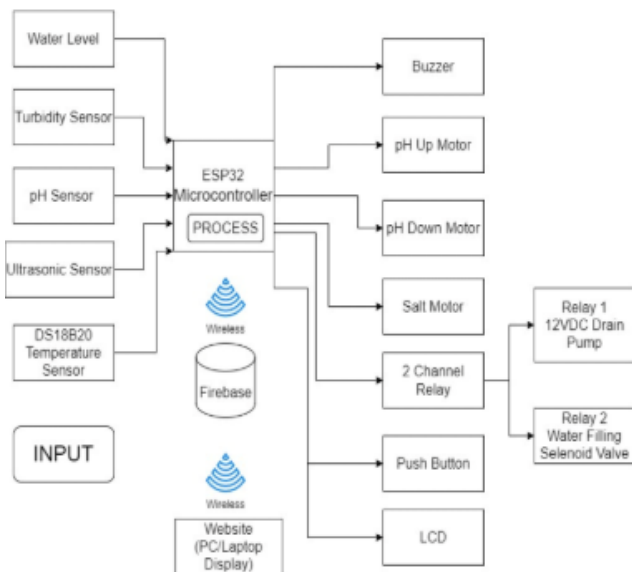 Water Level
Turbidity Sensor
pH Sensor
Ultrasonic Sensor
DS18B20
Temperature
Sensor
INPUT
ESP32
Microcontroller
PROCESS
Wireless
Firebase
Wireless
Website
(PC/Laptop
Display)
Buzzer
pH Up Motor
pH Down Motor
Salt Motor
2 Channel
Relay
Push Button
LCD
Relay 1
12VDC Drain
Pump
Relay 2
Water Filling
Selenoid Valve